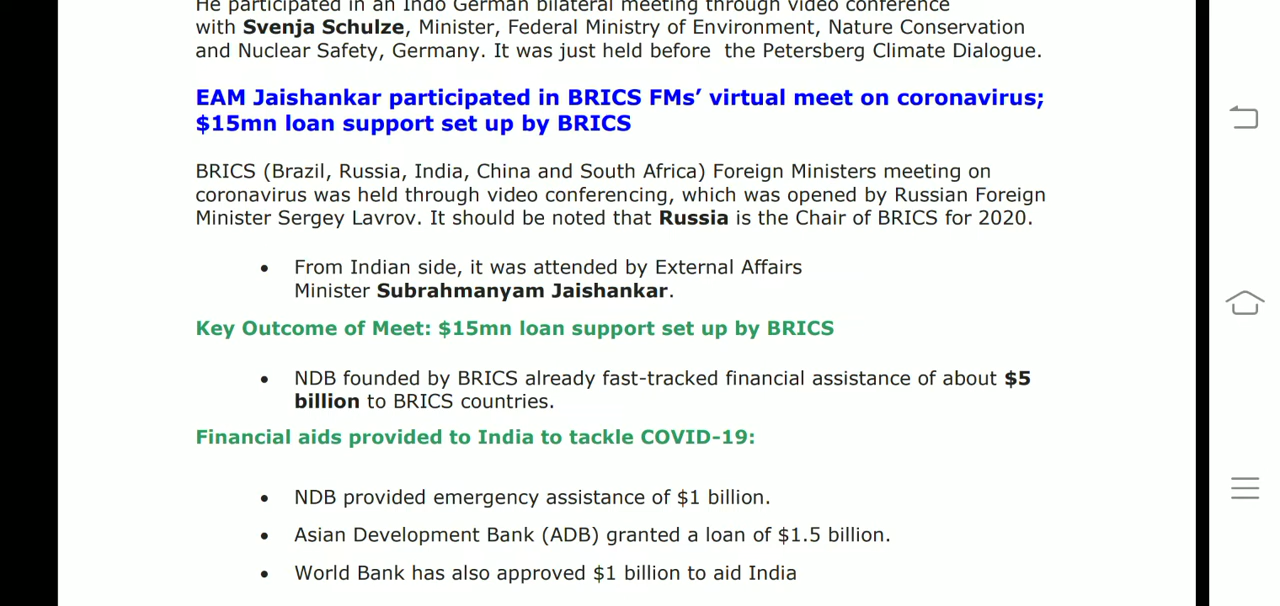 He participated in an Indo German bilateral meeting through video conference
with Svenja Schulze, Minister, Federal Ministry of Environment, Nature Conservation
and Nuclear Safety, Germany. It was just held before the Petersberg Climate Dialogue.
EAM Jaishankar participated in BRICS FMs’ virtual meet on coronavirus;
$15mn loan support set up by BRICS
BRICS (Brazil, Russia, India, China and South Africa) Foreign Ministers meeting on
coronavirus was held through video conferencing, which was opened by Russian Foreign
Minister Sergey Lavrov. It should be noted that Russia is the Chair of BRICS for 2020.
• From Indian side, it was attended by External Affairs
Minister Subrahmanyam Jaishankar.
Key Outcome of Meet: $15mn loan support set up by BRICS
• NDB founded by BRICS already fast-tracked financial assistance of about $5
billion to BRICS countries.
Financial aids provided to India to tackle COVID-19:
• NDB provided emergency assistance of $1 billion.
• Asian Development Bank (ADB) granted a loan of $1.5 billion.
• World Bank has also approved $1 billion to aid India